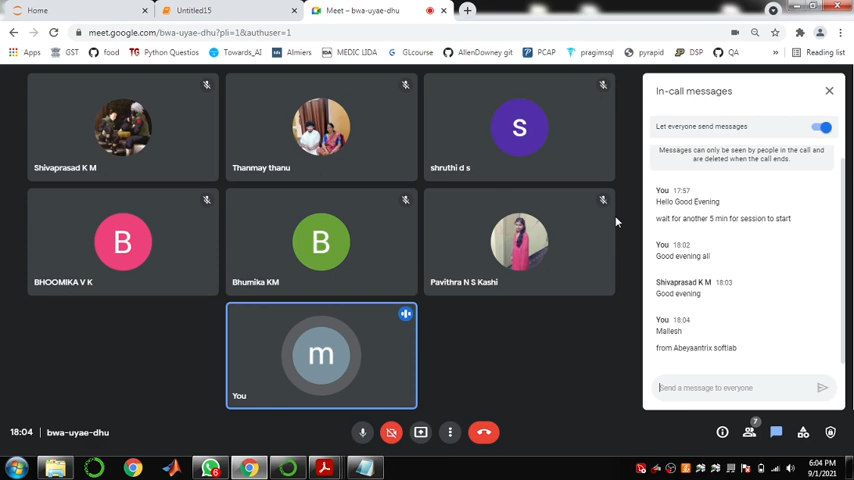 Home
Untitled15
Meet – bwa-uyae-dhu
meet.google.com/bwa-uyae-dhu?pli=1&authuser=1
Apps
GST
food
Python Questions
Towards_AI
Almiers
IDA
MEDIC LIDA
GLcourse
AllenDowney git
PCAP
pragimsql
pyrapid
DSP
QA
»
Reading list
Shivaprasad K M
Thanmay thanu
s
shruthi d s
B
BHOOMIKA V K
B
Bhumika KM
Pavithra N S Kashi
m
You
In-call messages
Let everyone send messages
Messages can only be seen by people in the call and
are deleted when the call ends.
You 17:57
Hello Good Evening
wait for another 5 min for session to start
You 18:02
Good evening all
Shivaprasad K M 18:03
Good evening
You 18:04
Mallesh
from Abeyaantrix softlab
Send a message to everyone
18:04 | bwa-uyae-dhu
7
6
6:04 PM
9/1/2021